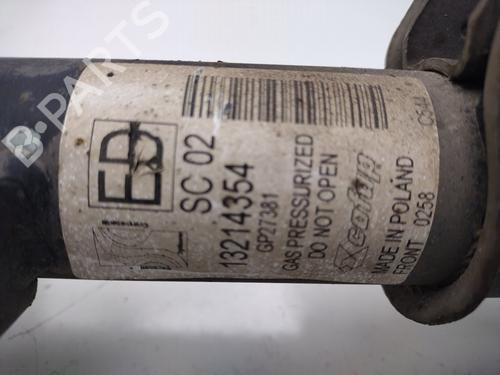 B-PARTS
ED
SC 02
13214354
GP27381
GAS PRESSURIZED
DO NOT OPEN
MADE IN POLAND
FRONT 0258